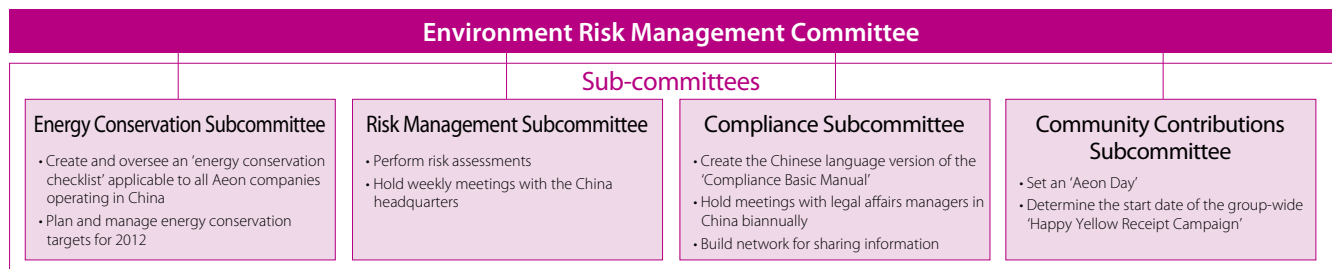 Environment Risk Management Committee
Sub-committees
Energy Conservation Subcommittee
• Create and oversee an ‘energy conservation
checklist’ applicable to all Aeon companies
operating in China
• Plan and manage energy conservation
targets for 2012
Risk Management Subcommittee
• Perform risk assessments
• Hold weekly meetings with the China
headquarters
Compliance Subcommittee
• Create the Chinese language version of the
‘Compliance Basic Manual’
• Hold meetings with legal affairs managers in
China biannually
• Build network for sharing information
Community Contributions
Subcommittee
• Set an ‘Aeon Day’
• Determine the start date of the group-wide
‘Happy Yellow Receipt Campaign’